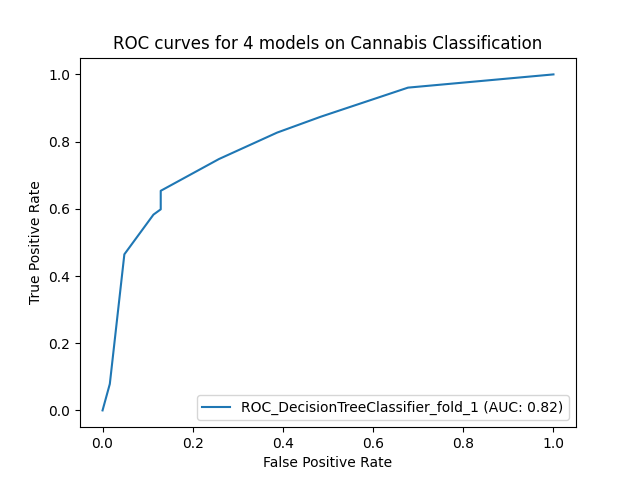 ROC curves for 4 models on Cannabis Classification
1.0
0.8
0.6
0.4
0.2
0.0
True Positive Rate
ROC_DecisionTreeClassifier_fold_1 (AUC: 0.82)
0.0 0.2 0.4 0.6 0.8 1.0
False Positive Rate